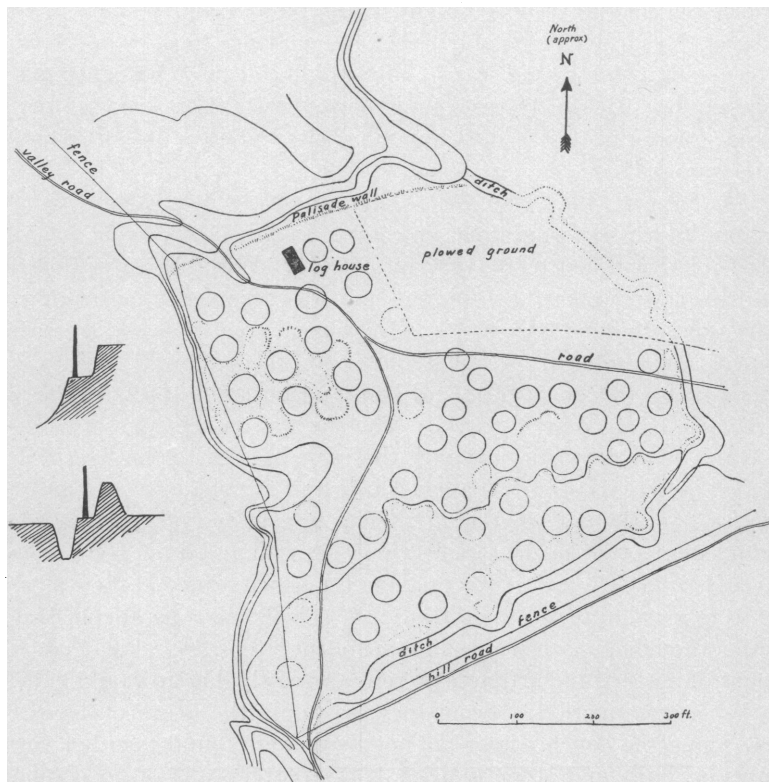 North
(approx)
N
fence
valley road
ditch
palisade wall
plowed ground
log house
road
fence
ditch
hill road
0 100 200 300 ft.